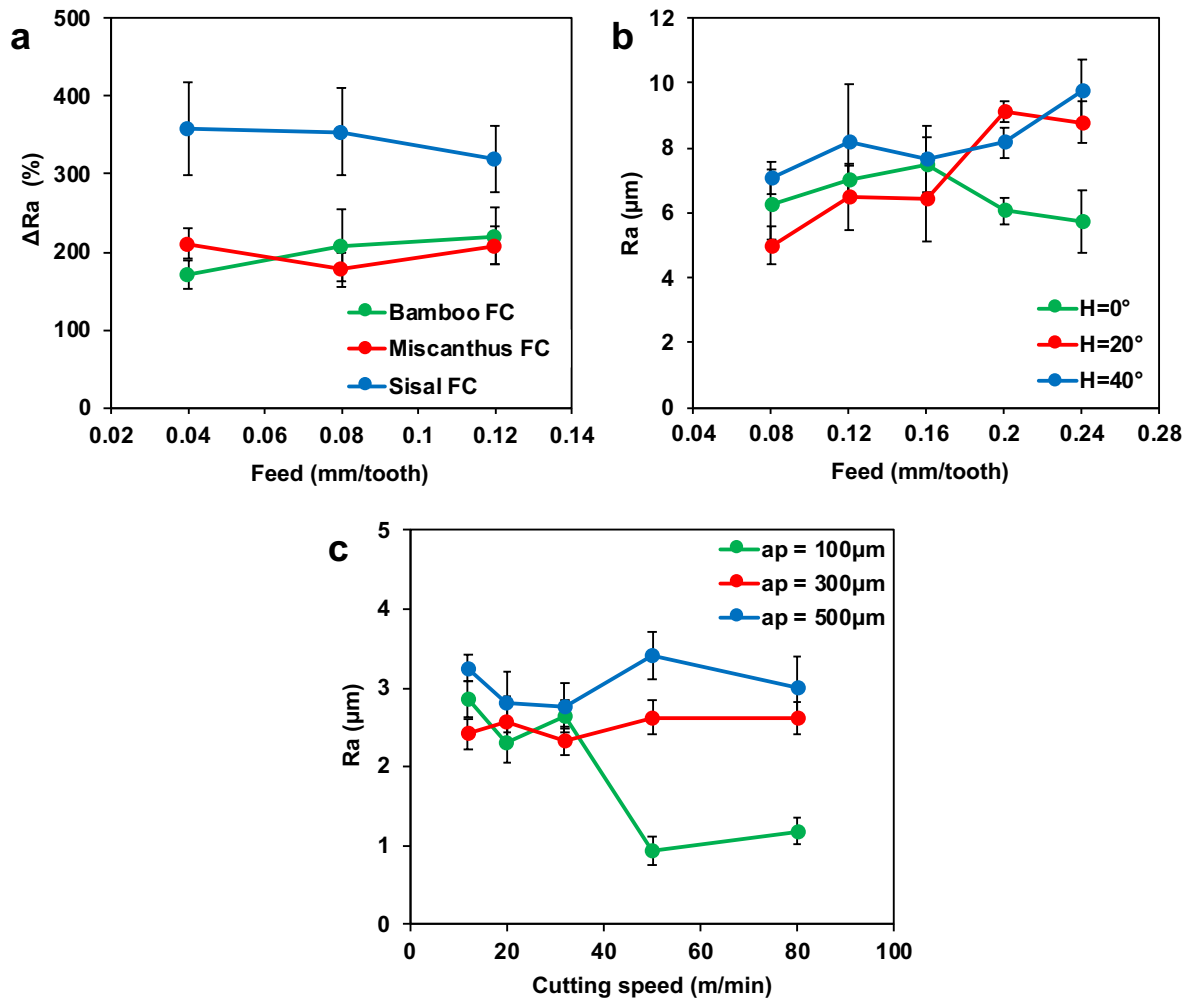 a
500
400
300
200
100
0
ΔRa (%)
0.02 0.04 0.06 0.08 0.1 0.12 0.14
Feed (mm/tooth)
Bamboo FC
Miscanthus FC
Sisal FC
b
12
10
8
6
4
2
0
Ra (µm)
0.04 0.08 0.12 0.16 0.2 0.24 0.28
Feed (mm/tooth)
H=0°
H=20°
H=40°
c
5
4
3
2
1
0
Ra (µm)
0 20 40 60 80 100
Cutting speed (m/min)
ap = 100µm
ap = 300µm
ap = 500µm